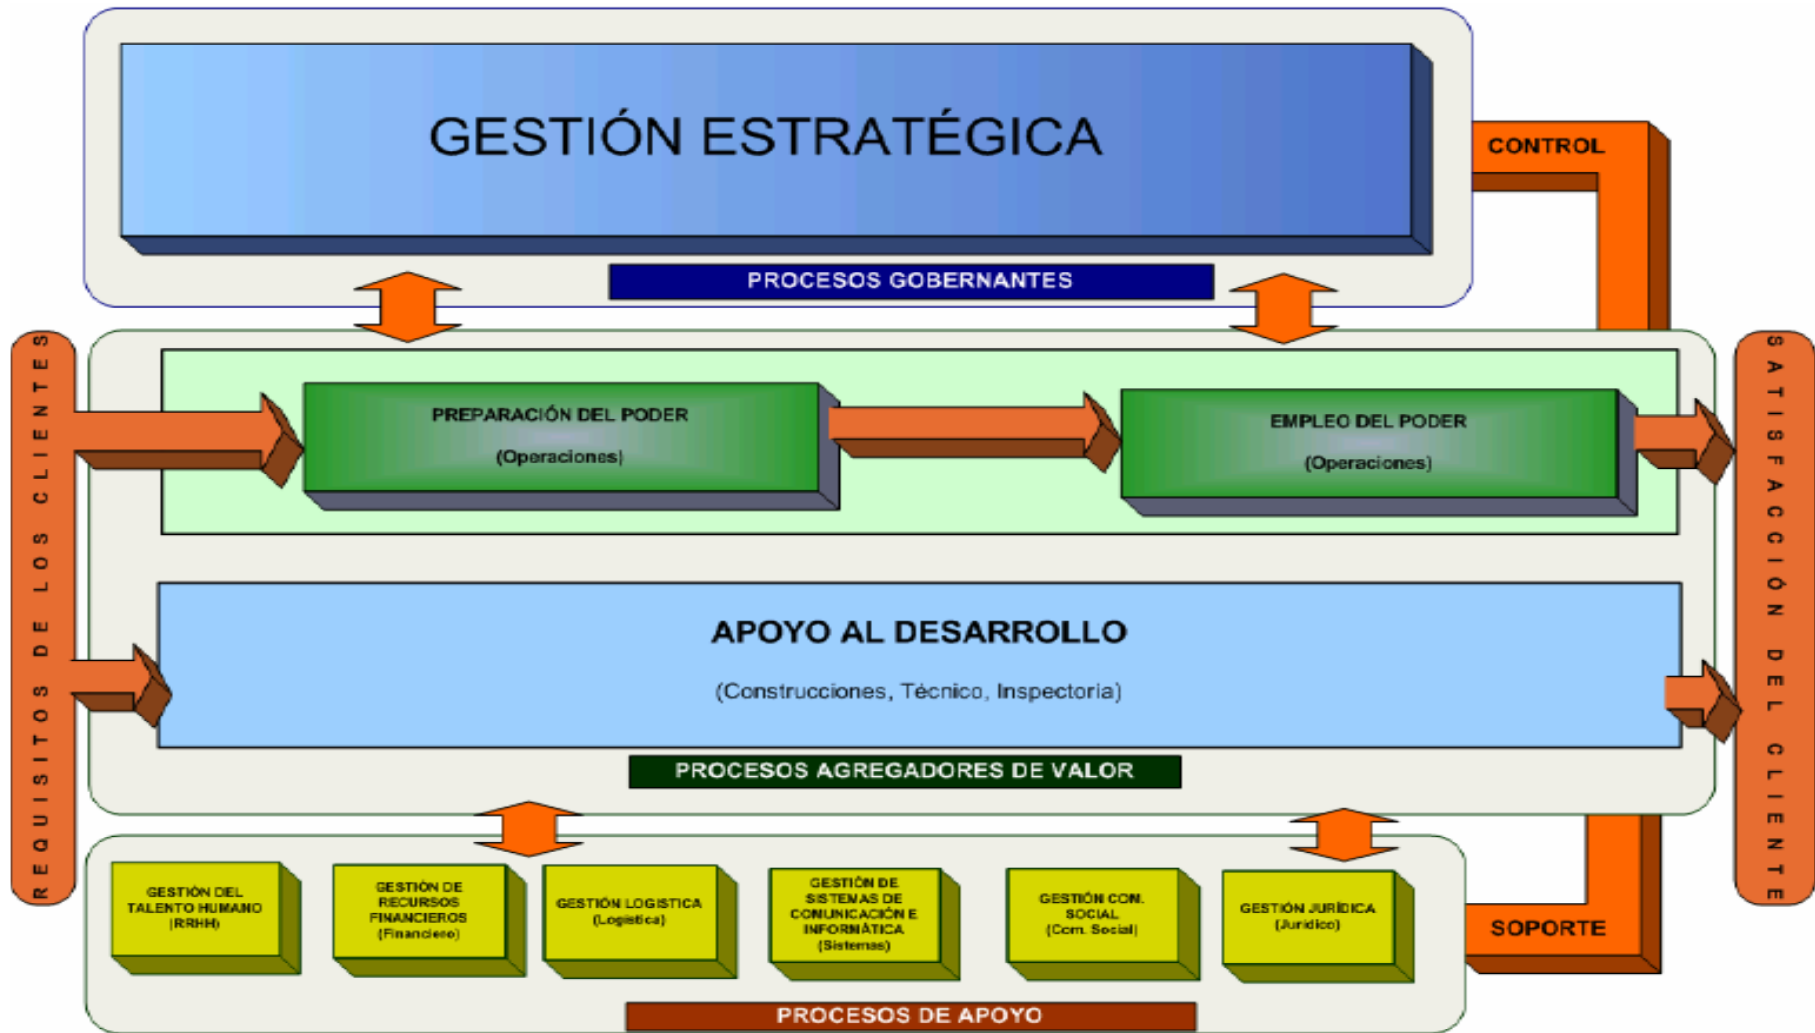 GESTIÓN ESTRATÉGICA
CONTROL
PROCESOS GOBERNANTES
REQUISITOS DE LOS CLIENTES
PREPARACIÓN DEL PODER
(Operaciones)
EMPLEO DEL PODER
(Operaciones)
SATISFACCIÓN DEL CLIENTE
APOYO AL DESARROLLO
(Construcciones, Técnico, Inspectoría)
PROCESOS AGREGADORES DE VALOR
GESTIÓN DEL
TALENTO HUMANO
(RRHH)
GESTIÓN DE
RECURSOS
FINANCIEROS
(Financiero)
GESTIÓN LOGISTICA
(Logística)
GESTIÓN DE
SISTEMAS DE
COMUNICACIÓN E
INFORMÁTICA
(Sistemas)
GESTIÓN COM.
SOCIAL
(Com. Social)
GESTIÓN JURÍDICA
(Jurídico)
SOPORTE
PROCESOS DE APOYO